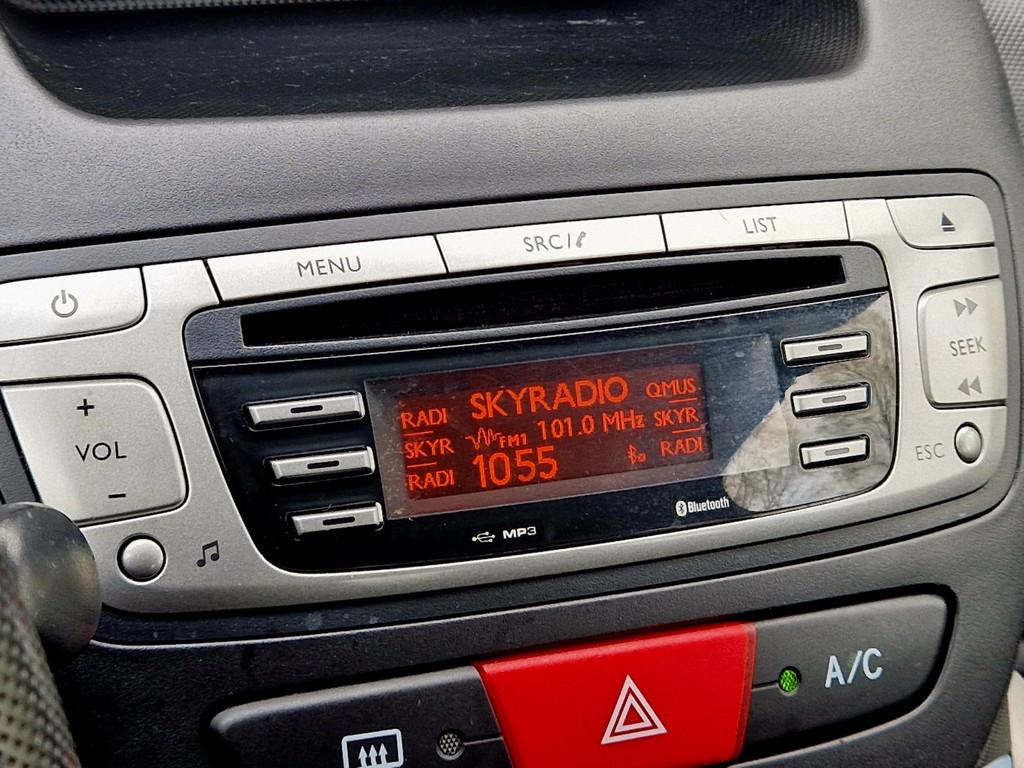 MENU
SRC/
LIST
+
VOL
-
SEEK
ESC
RADI SKYRADIO QMUS
SKYR FM1 101.0 MHz SKYR
RADI 1055 RADI
MP3
Bluetooth
A/C